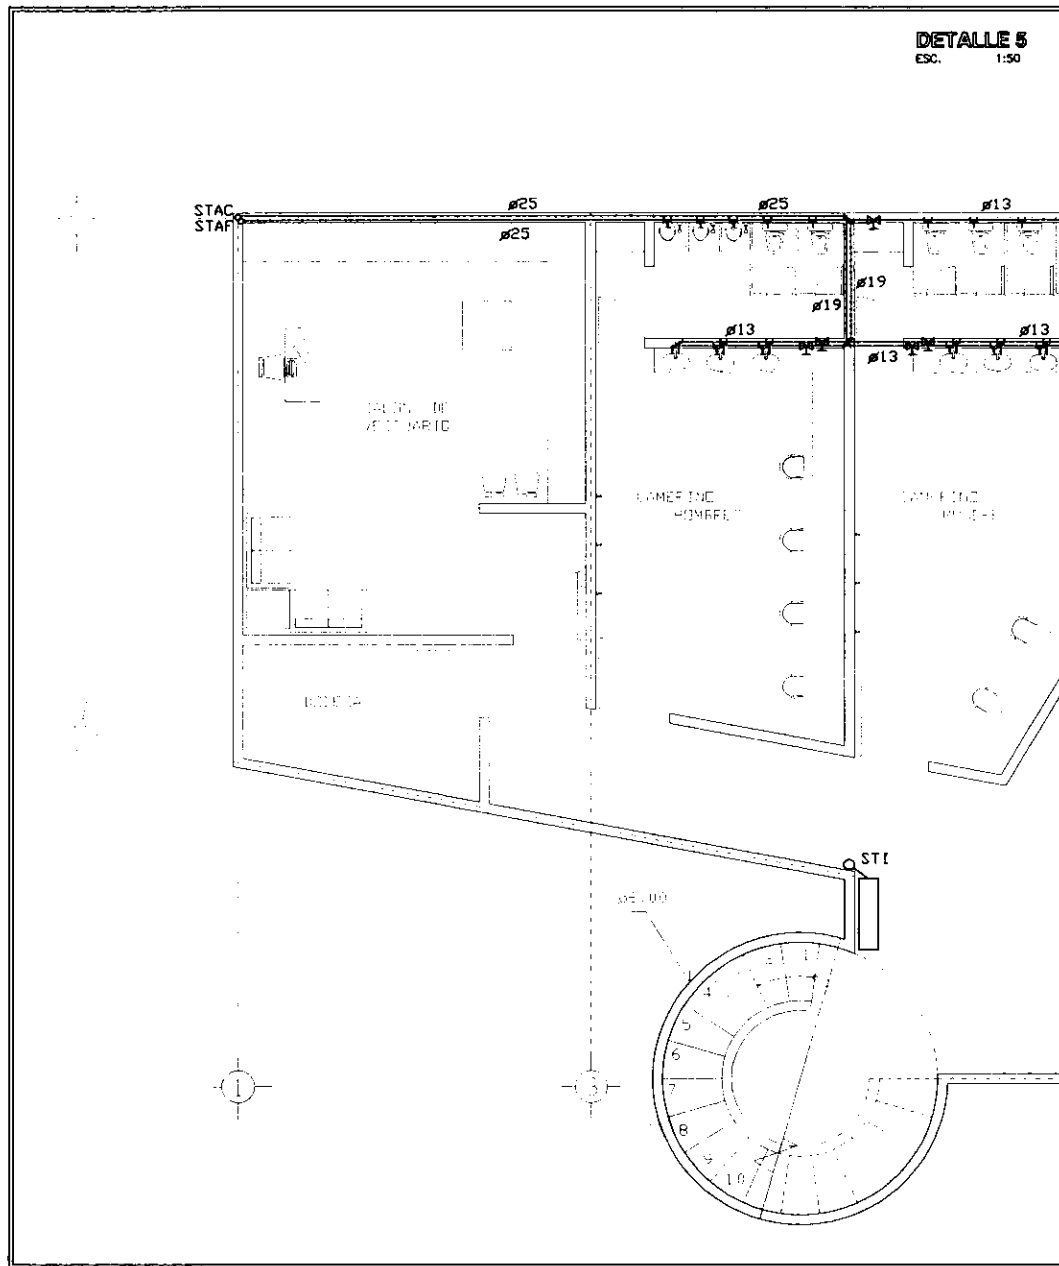 DETALLE 5
ESC. 1:50
STAC
STAF
ø25
ø25
ø25
ø13
ø19
ø19
ø13
ø13
ø13
CAMERINO
HOMBRES
CAMERINO
BODEGA
STI
4
5
6
7
8
9
10
1
3